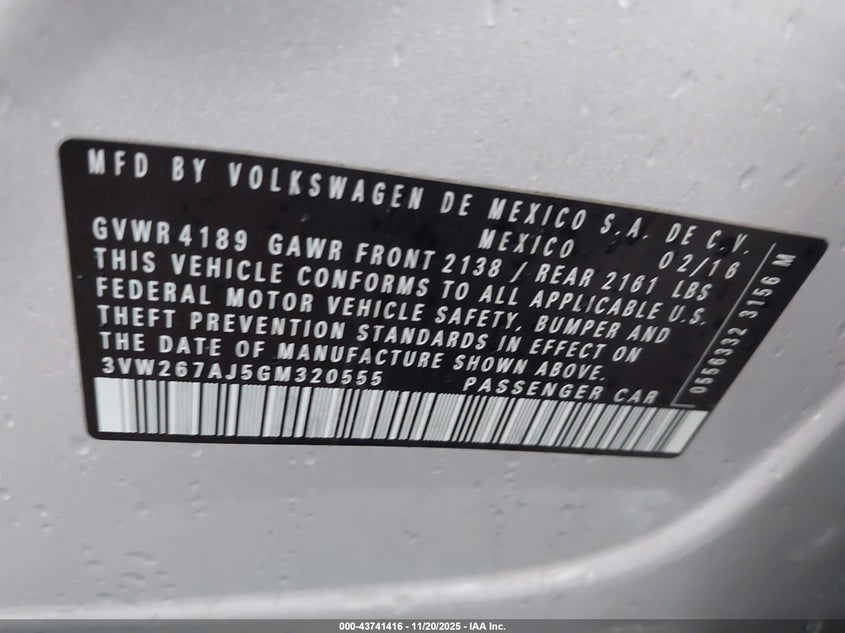 MFD BY VOLKSWAGEN DE MEXICO S.A. DE C.V.
MEXICO 02/16
GVWR 4189 GAWR FRONT 2138 / REAR 2161 LBS
THIS VEHICLE CONFORMS TO ALL APPLICABLE U.S.
FEDERAL MOTOR VEHICLE SAFETY, BUMPER AND
THEFT PREVENTION STANDARDS IN EFFECT ON
THE DATE OF MANUFACTURE SHOWN ABOVE.
3VW267AJ5GM320555 PASSENGER CAR
0556332 3156 M
000-43741416 - 11/20/2025 - IAA Inc.